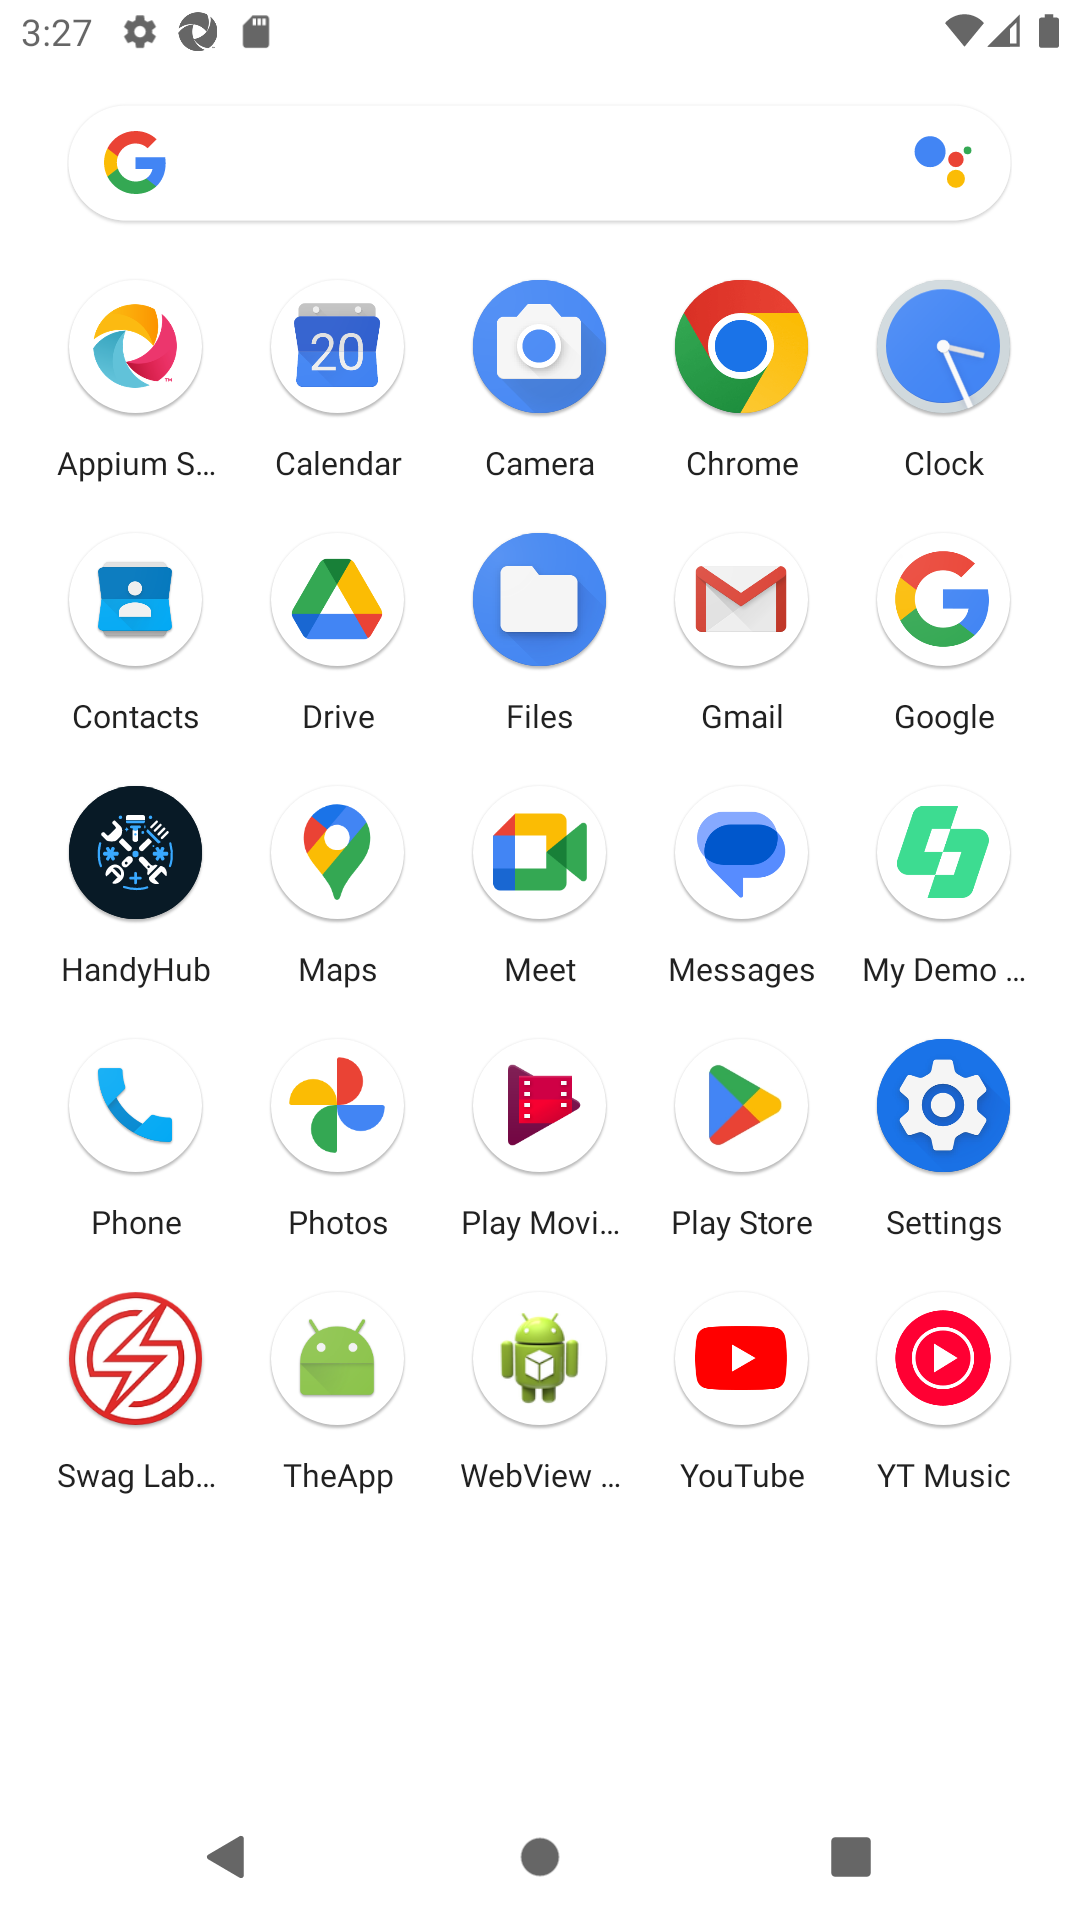 3:27
20
Appium S... Calendar Camera Chrome Clock
Contacts Drive Files Gmail Google
HandyHub Maps Meet Messages My Demo ...
Phone Photos Play Movi... Play Store Settings
Swag Lab... TheApp WebView ... YouTube YT Music